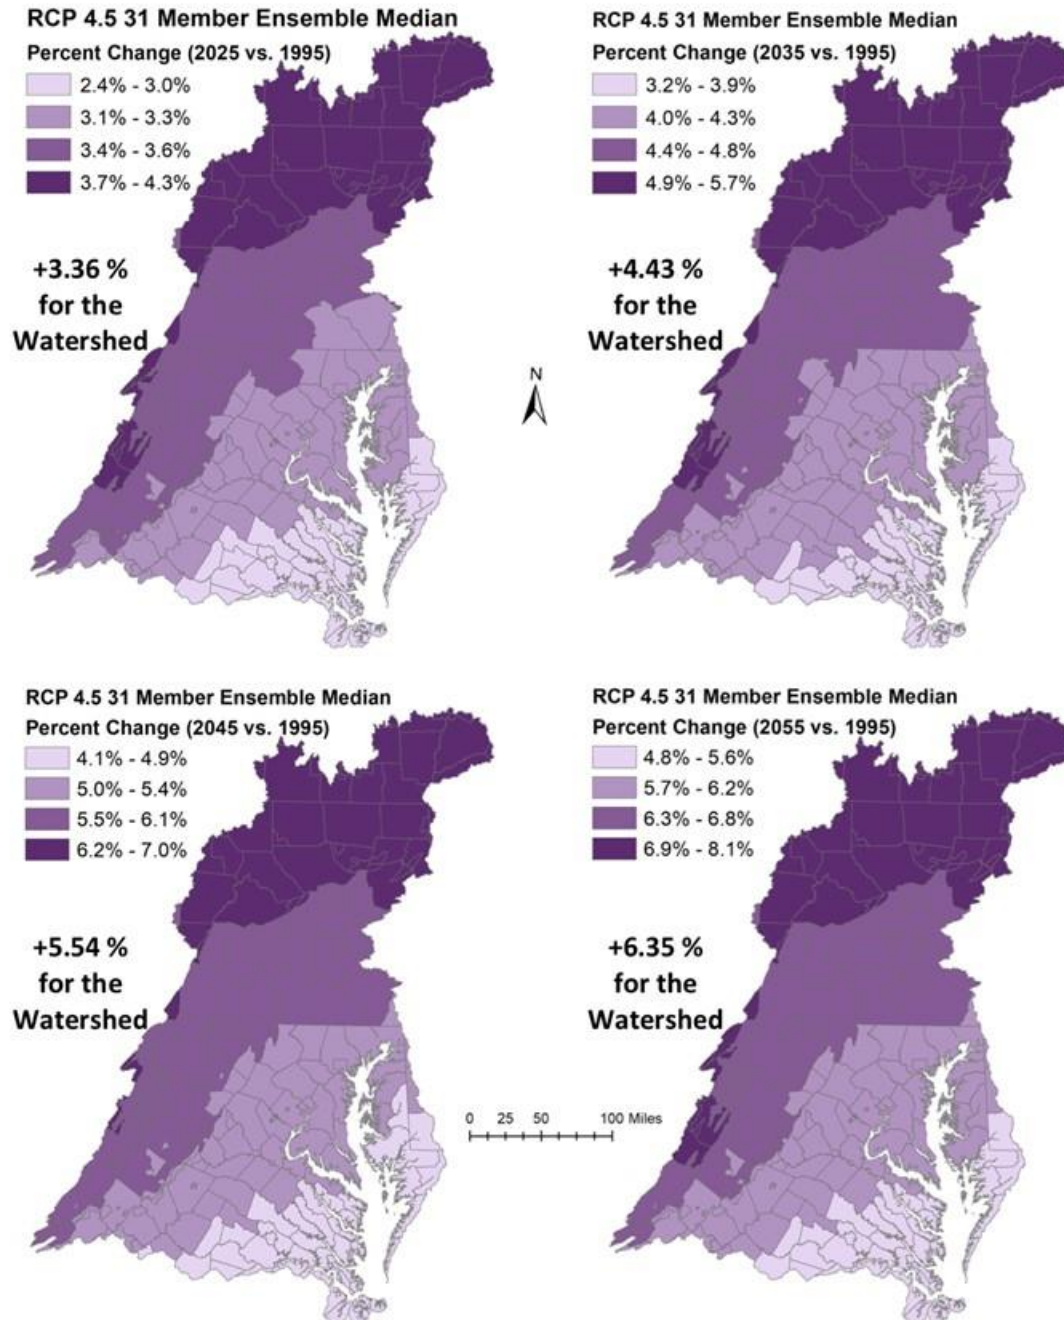 RCP 4.5 31 Member Ensemble Median
Percent Change (2025 vs. 1995)
2.4% - 3.0%
3.1% - 3.3%
3.4% - 3.6%
3.7% - 4.3%
+3.36 %
for the
Watershed
RCP 4.5 31 Member Ensemble Median
Percent Change (2035 vs. 1995)
3.2% - 3.9%
4.0% - 4.3%
4.4% - 4.8%
4.9% - 5.7%
+4.43 %
for the
Watershed
N
RCP 4.5 31 Member Ensemble Median
Percent Change (2045 vs. 1995)
4.1% - 4.9%
5.0% - 5.4%
5.5% - 6.1%
6.2% - 7.0%
+5.54 %
for the
Watershed
0 25 50 100 Miles
RCP 4.5 31 Member Ensemble Median
Percent Change (2055 vs. 1995)
4.8% - 5.6%
5.7% - 6.2%
6.3% - 6.8%
6.9% - 8.1%
+6.35 %
for the
Watershed